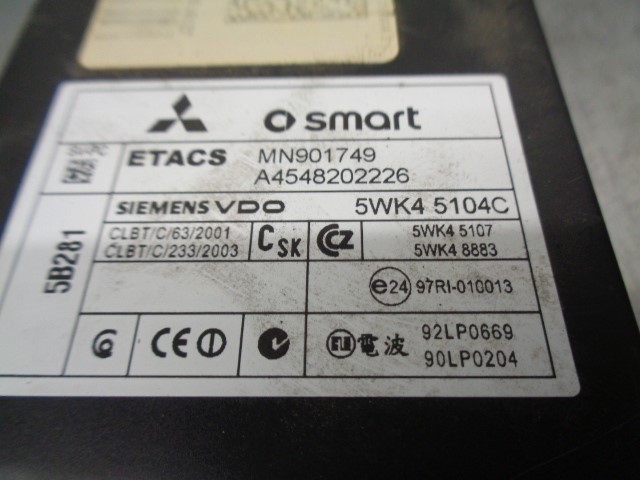 smart
ETACS
MN901749
A4548202226
SIEMENS VDO
5WK4 5104C
5B281
CLBT/C/63/2001
CLBT/C/233/2003
CSK
CCZ
5WK4 5107
5WK4 8883
e24 97RI-010013
CE
電波
92LP0669
90LP0204